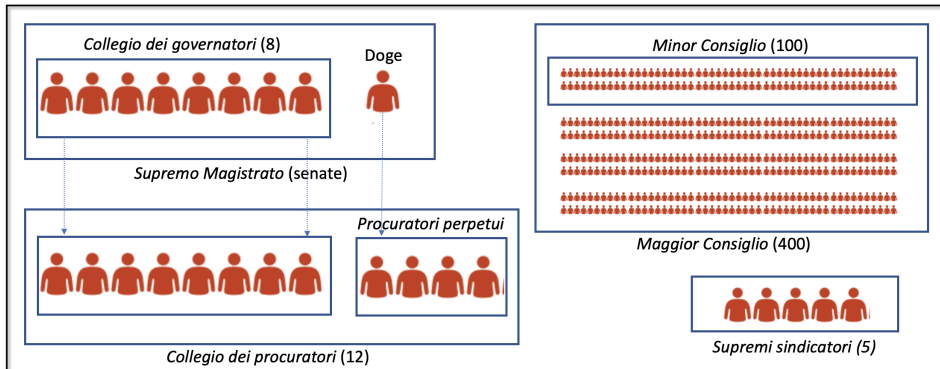 Collegio dei governatori (8)
Doge
Supremo Magistrato (senate)
Procuratori perpetui
Collegio dei procuratori (12)
Minor Consiglio (100)
Maggior Consiglio (400)
Supremi sindicatori (5)